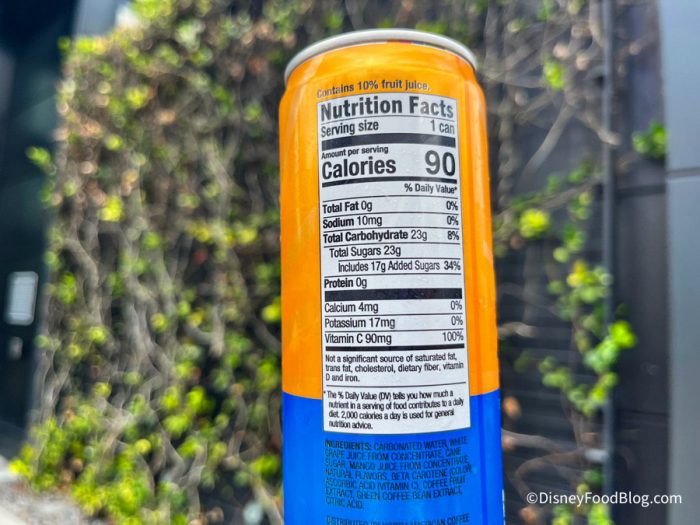 Contains 10% fruit juice.
Nutrition Facts
Serving size 1 can
Amount per serving
Calories 90
% Daily Value*
Total Fat 0g 0%
Sodium 10mg 0%
Total Carbohydrate 23g 8%
Total Sugars 23g
Includes 17g Added Sugars 34%
Protein 0g
Calcium 4mg 0%
Potassium 17mg 0%
Vitamin C 90mg 100%
Not a significant source of saturated fat,
trans fat, cholesterol, dietary fiber, vitamin
D and iron.
* The % Daily Value (DV) tells you how much a
nutrient in a serving of food contributes to a daily
diet. 2,000 calories a day is used for general
nutrition advice.
INGREDIENTS: CARBONATED WATER, WHITE
GRAPE JUICE FROM CONCENTRATE, CANE
SUGAR, MANGO JUICE FROM CONCENTRATE,
NATURAL FLAVORS, BETA CAROTENE (COLOR),
ASCORBIC ACID (VITAMIN C), COFFEE FRUIT
EXTRACT, GREEN COFFEE BEAN EXTRACT,
CITRIC ACID.
DISTRIBUTED COFFEE
©DisneyFoodBlog.com